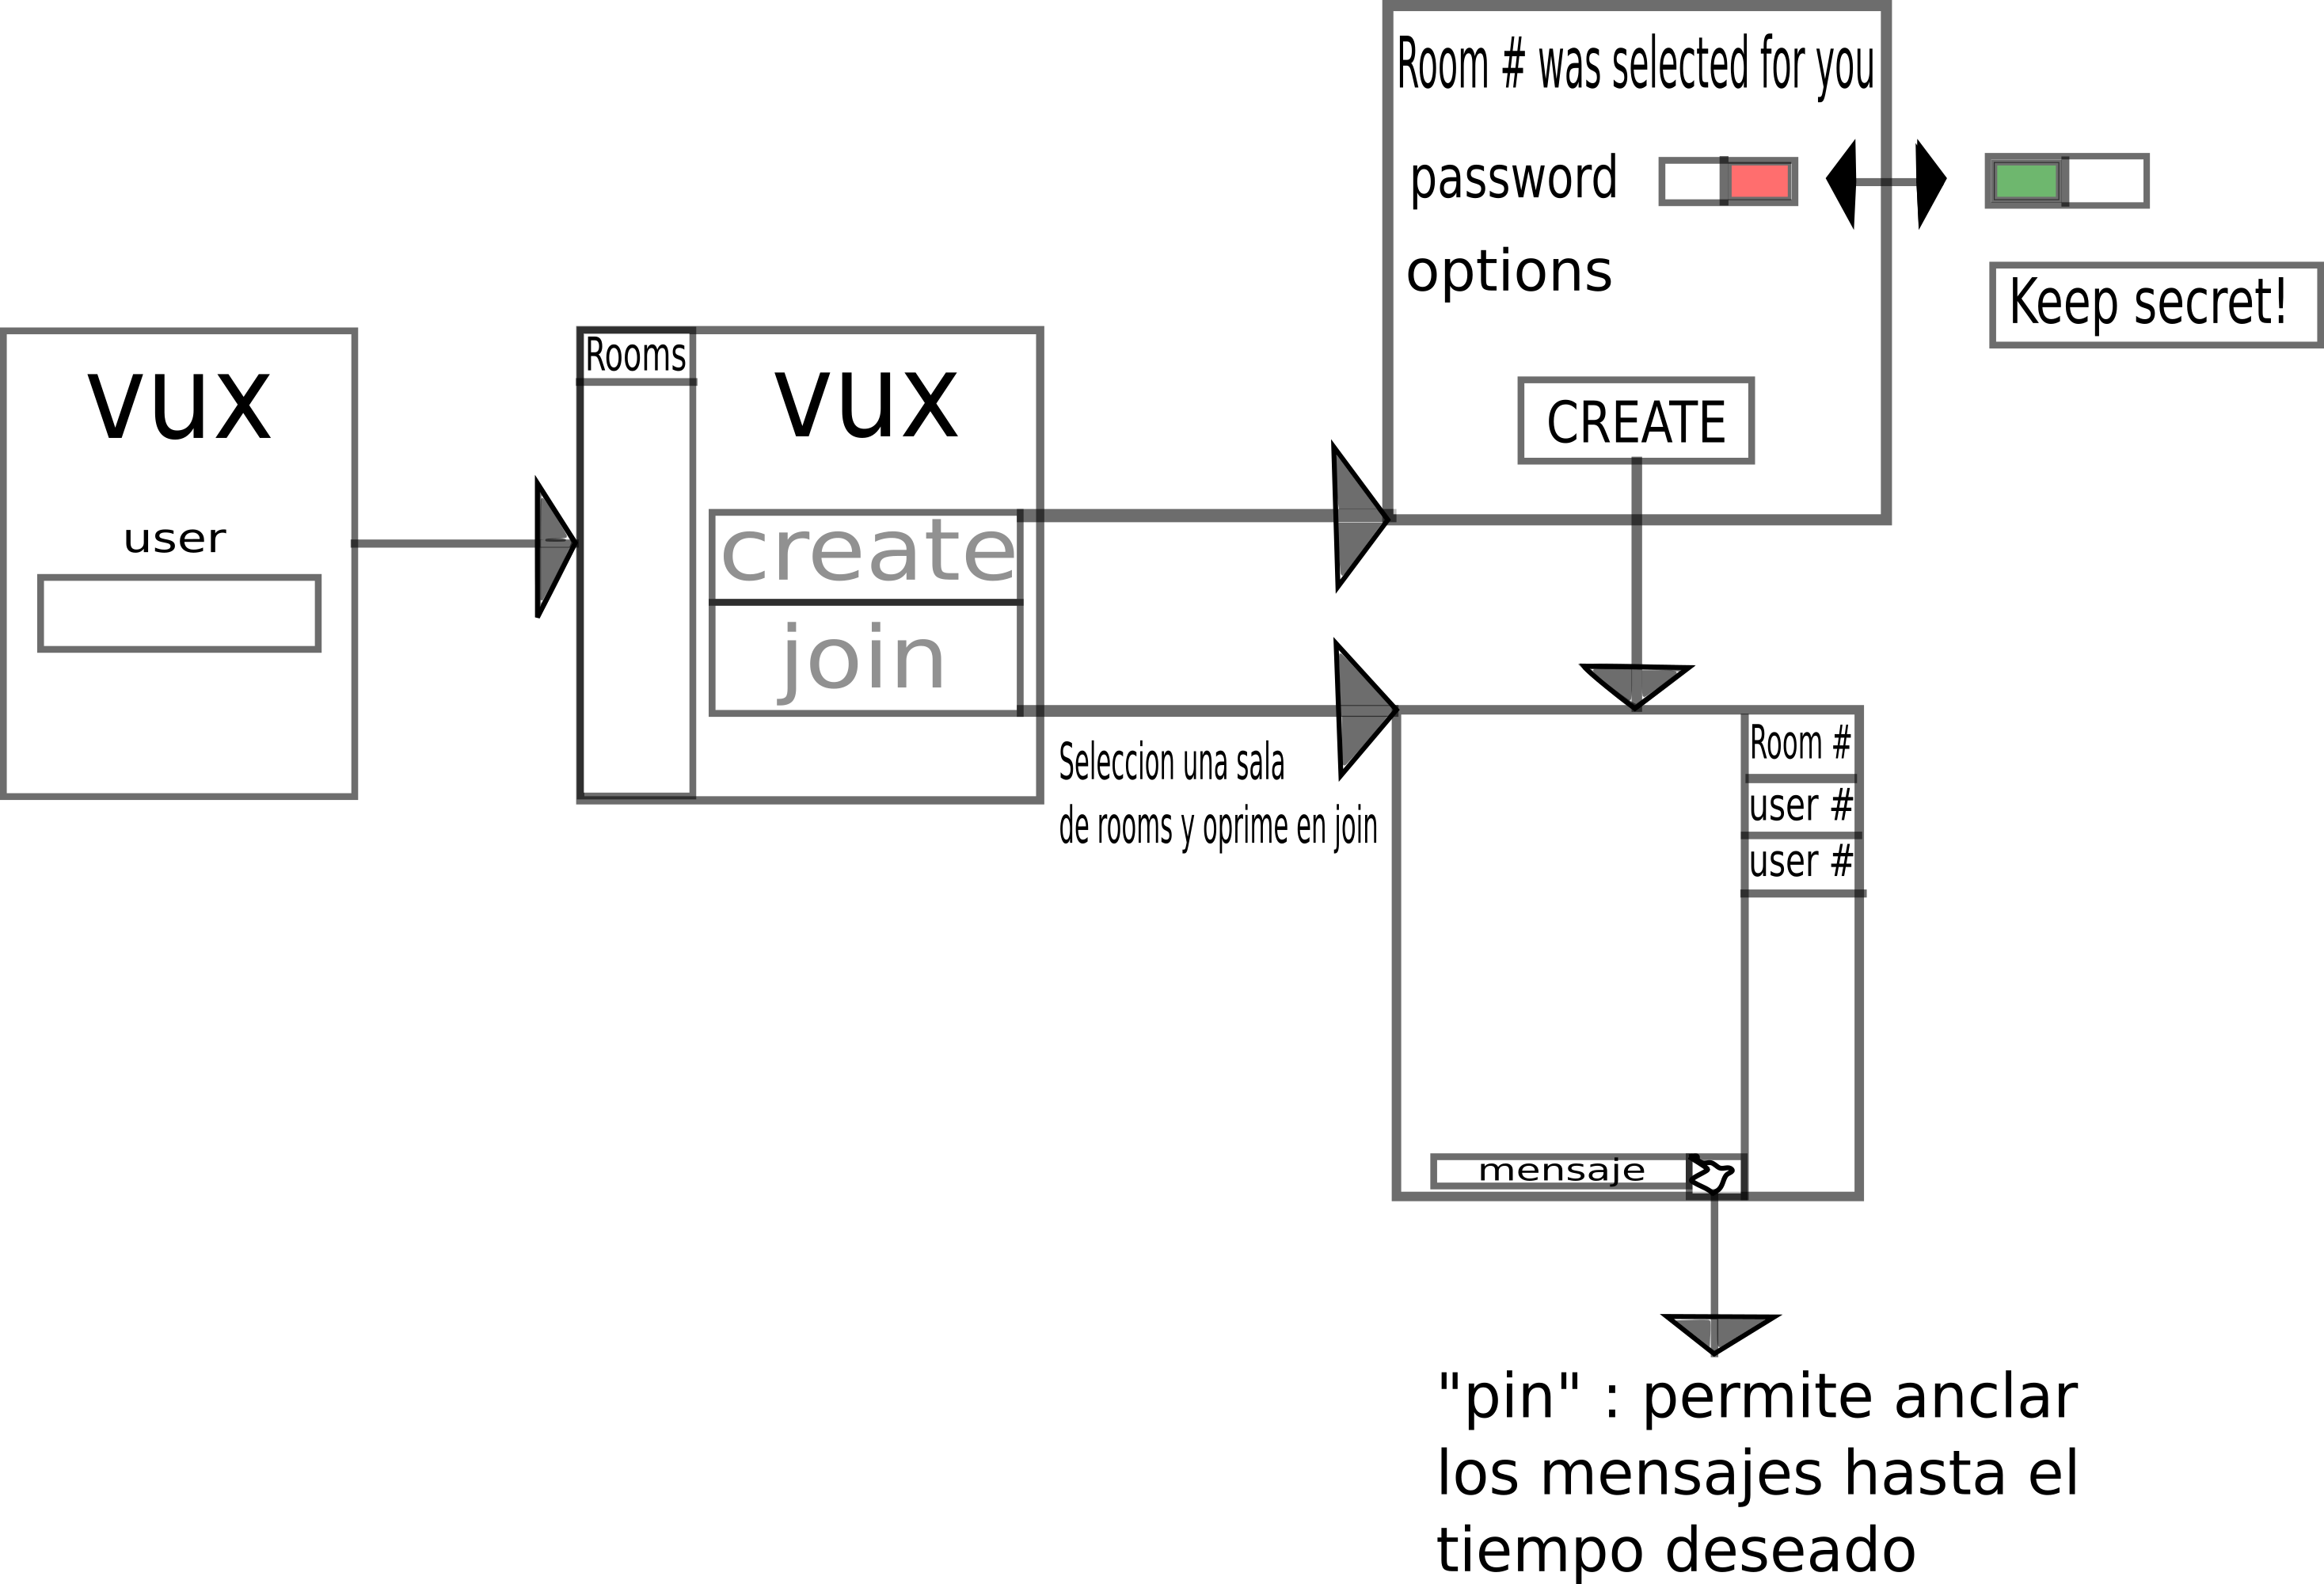 vux
user
Rooms
vux
create
join
Seleccion una sala
de rooms y oprime en join
Room # was selected for you
password
options
Keep secret!
CREATE
Room #
user #
user #
mensaje
"pin" : permite anclar
los mensajes hasta el
tiempo deseado